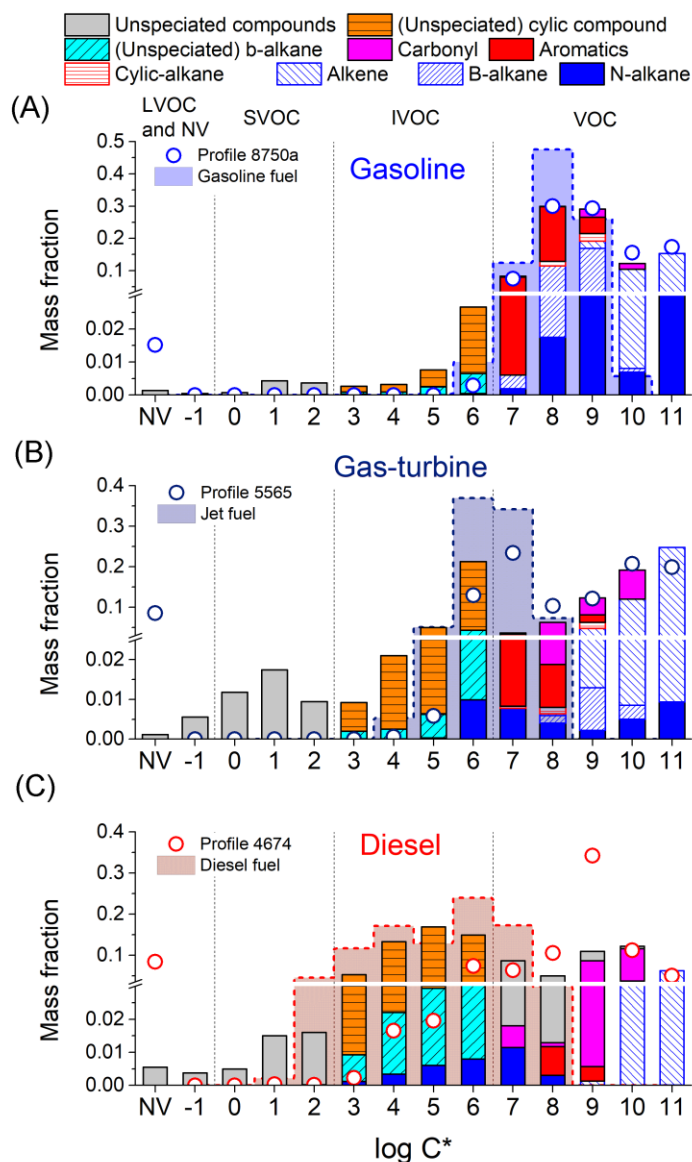 Unspeciated compounds (Unspeciated) cylic compound
(Unspeciated) b-alkane Carbonyl Aromatics
Cylic-alkane Alkene B-alkane N-alkane
(A)
LVOC and NV SVOC IVOC VOC
0.5
0.4
0.3
0.2
0.1
0.02
0.01
0.00
Mass fraction
Profile 8750a
Gasoline fuel
Gasoline
NV -1 0 1 2 3 4 5 6 7 8 9 10 11
(B)
Gas-turbine
0.4
0.3
0.2
0.1
0.02
0.01
0.00
Mass fraction
Profile 5565
Jet fuel
NV -1 0 1 2 3 4 5 6 7 8 9 10 11
(C)
0.4
0.3
0.2
0.1
0.02
0.01
0.00
Mass fraction
Profile 4674
Diesel fuel
Diesel
NV -1 0 1 2 3 4 5 6 7 8 9 10 11
log C*